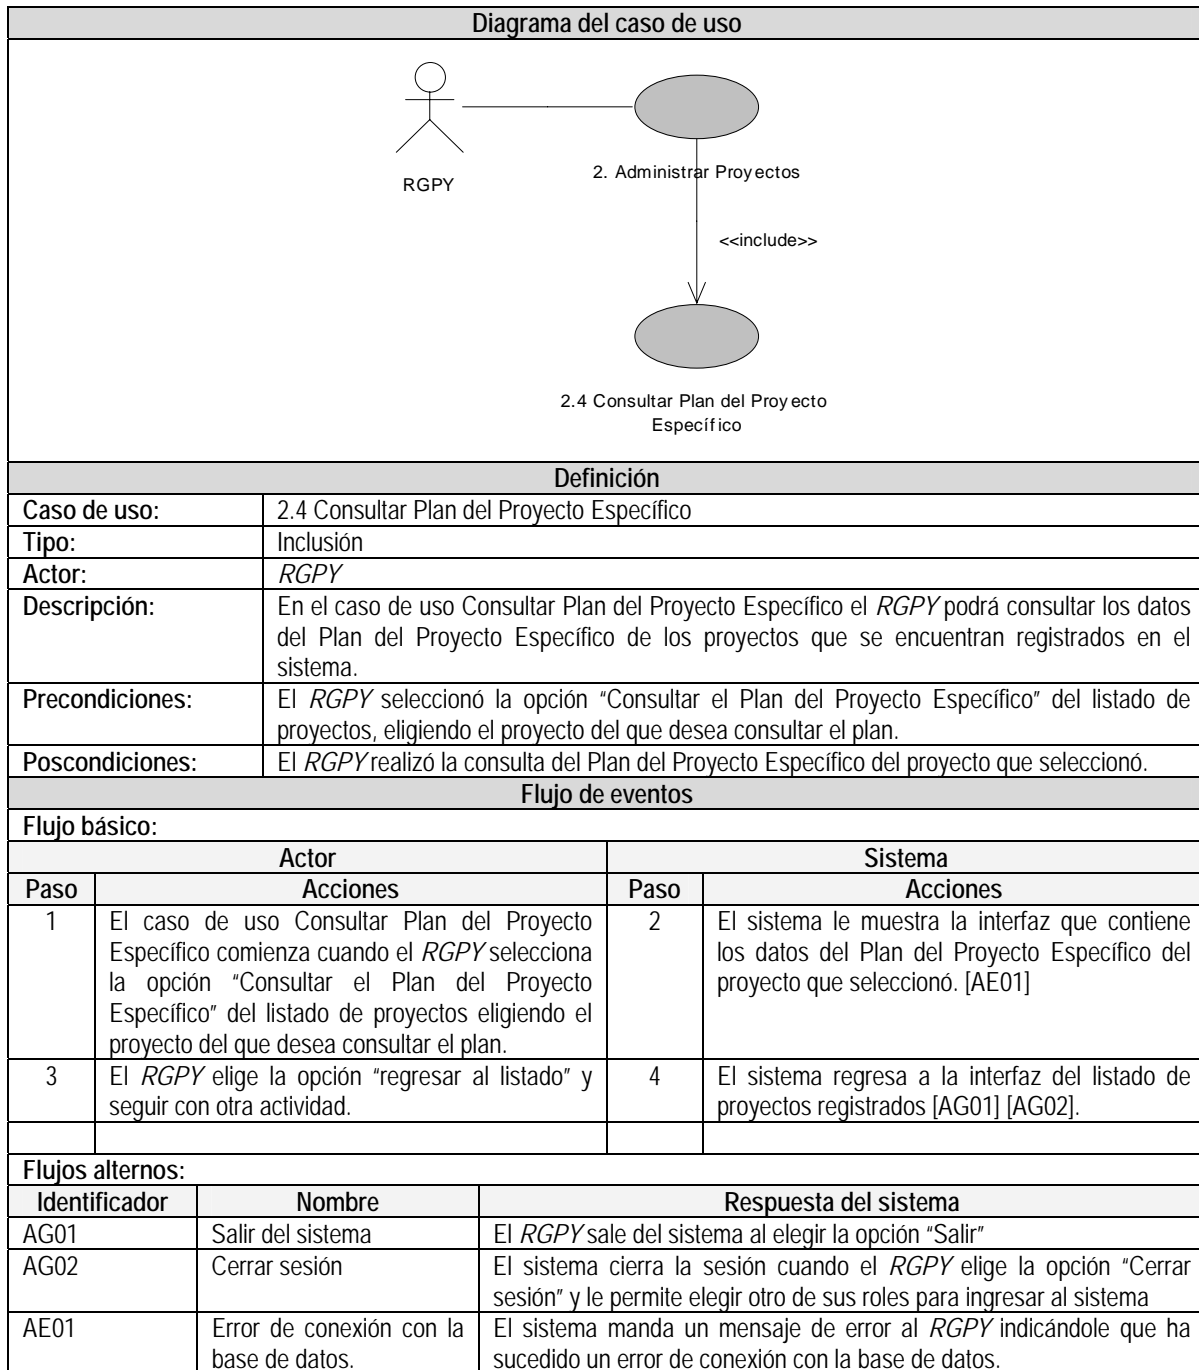 Diagrama del caso de uso
RGPY
2. Administrar Proyectos
<<include>>
2.4 Consultar Plan del Proyecto
Específico
Definición
Caso de uso: 2.4 Consultar Plan del Proyecto Específico
Tipo: Inclusión
Actor: RGPY
Descripción: En el caso de uso Consultar Plan del Proyecto Específico el RGPY podrá consultar los datos
del Plan del Proyecto Específico de los proyectos que se encuentran registrados en el
sistema.
Precondiciones: El RGPY seleccionó la opción “Consultar el Plan del Proyecto Específico” del listado de
proyectos, eligiendo el proyecto del que desea consultar el plan.
Poscondiciones: El RGPY realizó la consulta del Plan del Proyecto Específico del proyecto que seleccionó.
Flujo de eventos
Flujo básico:
Actor Sistema
Paso Acciones Paso Acciones
1 El caso de uso Consultar Plan del Proyecto
Específico comienza cuando el RGPY selecciona
la opción “Consultar el Plan del Proyecto
Específico” del listado de proyectos eligiendo el
proyecto del que desea consultar el plan.
2 El sistema le muestra la interfaz que contiene
los datos del Plan del Proyecto Específico del
proyecto que seleccionó. [AE01]
3 El RGPY elige la opción “regresar al listado” y
seguir con otra actividad.
4 El sistema regresa a la interfaz del listado de
proyectos registrados [AG01] [AG02].
Flujos alternos:
Identificador Nombre Respuesta del sistema
AG01 Salir del sistema El RGPY sale del sistema al elegir la opción “Salir”
AG02 Cerrar sesión El sistema cierra la sesión cuando el RGPY elige la opción “Cerrar
sesión” y le permite elegir otro de sus roles para ingresar al sistema
AE01 Error de conexión con la
base de datos.
El sistema manda un mensaje de error al RGPY indicándole que ha
sucedido un error de conexión con la base de datos.